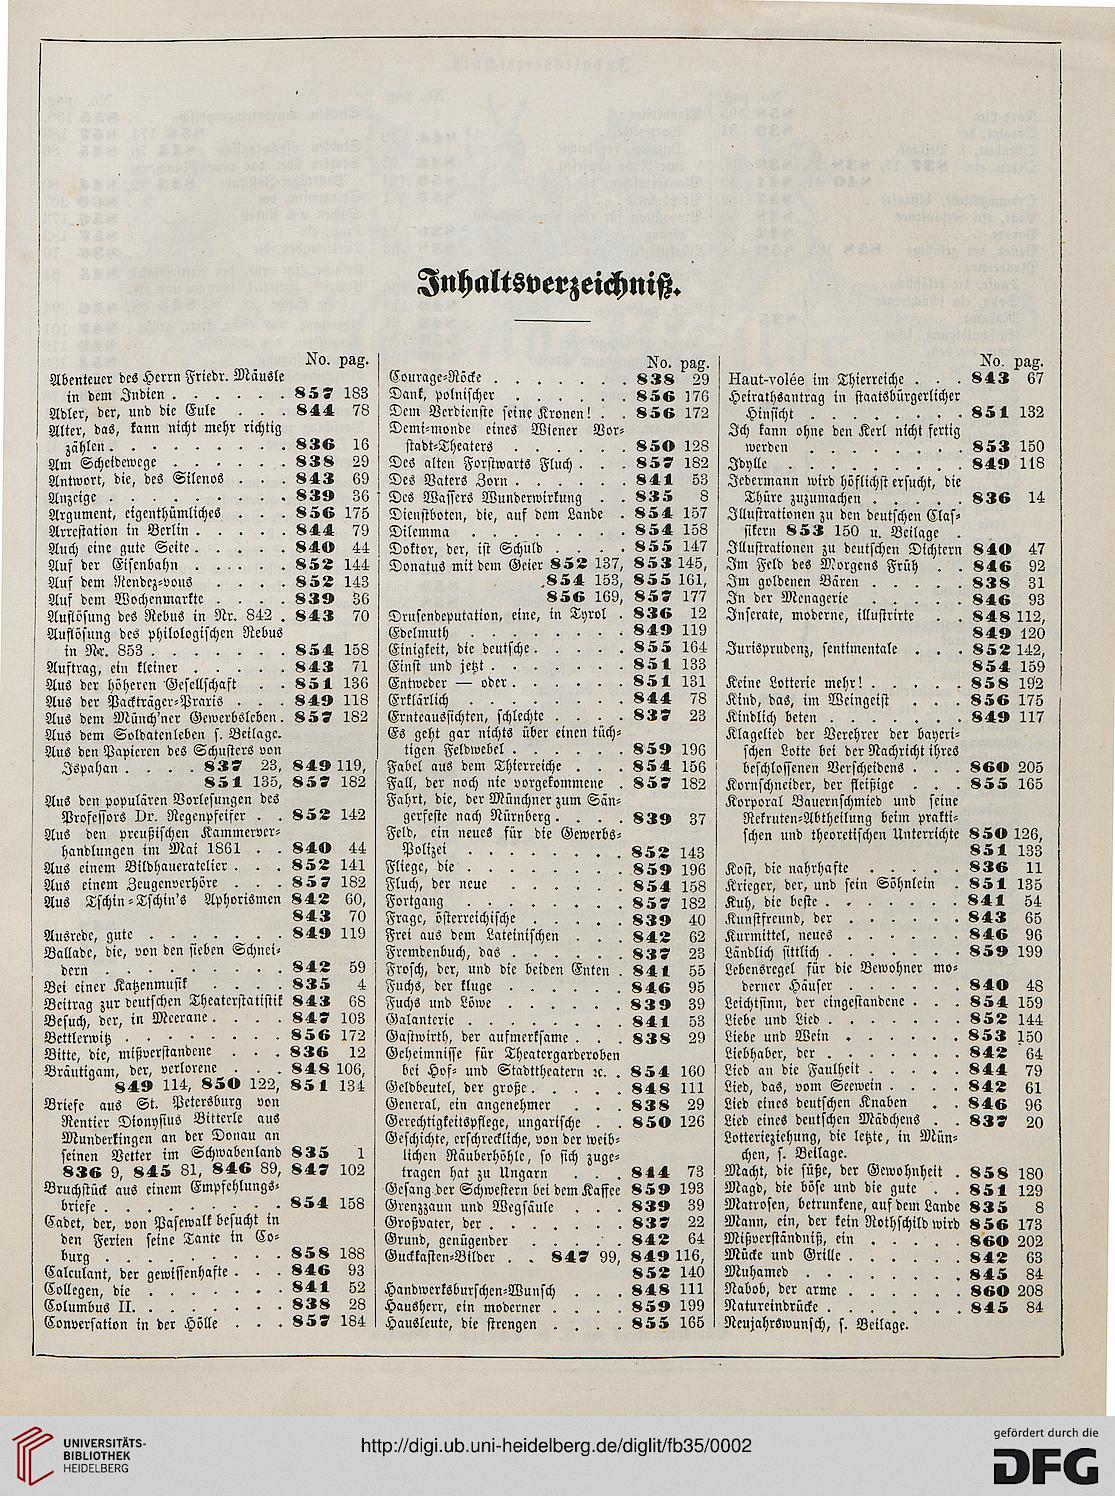 Inhaltsverzeichniß.
No. pag.
Abenteuer des Herrn Friedr. Mäusle
in dem Indien . . . . . . 857 183
Adler, der, und die Eule . . . . 844 78
Alter, das, kann nicht mehr richtig
zählen . . . . . . . . . . 836 16
Am Scheidewege . . . . . . . 838 29
Antwort, die, des Silenos . . . 843 69
Anzeige . . . . . . . . . . 839 36
Argument, eigenthümliches . . . 856 175
Arrestation in Berlin . . . . . 844 79
Auch eine gute Seite . . . . . 840 44
Auf der Eisenbahn . . . . . . 852 144
Auf dem Rendez-vous . . . . 852 143
Auf dem Wochenmarkte . . . . 839 36
Auflösung des Rebus in Nr. 842 . 843 70
Auflösung des philologischen Rebus
in Nr. 853 . . . . . . . . 854 158
Auftrag, ein kleiner . . . . . 843 71
Aus der höheren Gesellschaft . . 851 136
Aus der Packträger-Praxis . . . 849 118
Aus dem Münch'ner Gewerbsleben . 857 182
Aus dem Soldatenleben s. Beilage.
Aus den Papieren des Schusters von
Ispahan . . . . 837 23, 849 119,
851 135, 857 182
Aus den populären Vorlesungen des
Professors Dr. Regenpfeifer . . 852 142
Aus den preußischen Kammerver-
handlungen im Mai 1861 . . 840 44
Aus einem Bildhaueratelier . . . 852 141
Aus einem Zeugenverhöre . . . 857 182
Aus Tschin-Tschin's Aphorismen 842 60,
843 70
Ausrede, gute . . . . . . . 849 119
Ballade, die, von den sieben Schnei-
dern . . . . . . . . . . 842 59
Bei einer Katzenmusik . . . . 835 4
Beitrag zur deutschen Theaterstatistik 843 68
Besuch, der, in Meerane . . . . 847 103
Bettlerwitz . . . . . . . . 856 172
Bitte, die, mißverstandene . . . 836 12
Bräutigam, der, verlorene . . . 848 106,
849 114, 850 122, 851 134
Briefe aus St. Petersburg von
Rentier Dionysius Bitterle aus
Munderkingen an der Donau an
seinen Vetter im Schwabenland 835 1
836 9, 845 81, 846 89, 847 102
Bruchstück aus einem Empfehlungs-
briefe . . . . . . . . . . 854 158
Cadet, der, von Pasewalk besucht in
den Ferien seine Tante in Co-
burg . . . . . . . . . . 858 188
Calculant, der gewissenhafte . . . 846 93
Collegen, die . . . . . . . . 841 52
Columbus II. . . . . . . . . 838 28
Conversation in der Hölle . . . 857 184
No. pag.
Courage-Röcke . . . . . . . 838 29
Dank, polnischer . . . . . . 856 176
Dem Verdienste seine Kronen! . . 856 172
Demi-monde eines Wiener Vor-
stadt-Theaters . . . . . . 850 128
Des alten Forstwarts Fluch . . . 857 182
Des Vaters Zorn . . . . . . 841 53
Des Wassers Wunderwirkung . . 835 8
Dienstboten, die, auf dem Lande . 854 157
Dilemma . . . . . . . . . 854 158
Doktor, der, ist Schuld . . . . 855 147
Donatus mit dem Geier 852 137, 853 145,
854 153, 855 161,
856 169, 857 177
Drusendeputation, eine, in Tyrol . 836 12
Edelmuth . . . . . . . . . 849 119
Einigkeit, die deutsche . . . . . 855 164
Einst und jetzt . . . . . . . 851 133
Entweder — oder . . . . . . 851 131
Erklärlich . . . . . . . . . 844 78
Ernteaussichten, schlechte . . . . 837 23
Es geht gar nichts über einen tüch-
tigen Feldwebel . . . . . . 859 196
Fabel aus dem Thierreiche . . . 854 156
Fall, der noch nie vorgekommene . 857 182
Fahrt, die, der Münchner zum Sän-
gerfeste nach Nürnberg . . . . 839 37
Feld, ein neues für die Gewerbs-
Polizei . . . . . . . . . 852 143
Fliege, die . . . . . . . . . 859 196
Fluch, der neue . . . . . . 854 158
Fortgang . . . . . . . . . 857 182
Frage, österreichische . . . . . 839 40
Frei aus dem Lateinischen . . . 842 62
Fremdenbuch, das . . . . . . 837 23
Frosch, der, und die beiden Enten . 841 55
Fuchs, der kluge . . . . . . 846 95
Fuchs und Löwe . . . . . . 839 39
Galanterie . . . . . . . . . 841 53
Gastwirth, der aufmerksame . . . 838 29
Geheimnisse für Theatergarderoben
bei Hof- und Stadttheatern ꝛc. . 854 160
Geldbeutel, der große . . . . . 848 111
General, ein angenehmer . . . 838 29
Gerechtigkeitspflege, ungarische . . 850 126
Geschichte, erschreckliche, von der weib-
lichen Räuberhöhle, so sich zuge-
tragen hat zu Ungarn . . . 844 73
Gesang der Schwestern bei dem Kaffee 859 193
Grenzzaun und Wegsäule . . . 839 39
Großvater, der . . . . . . . 837 22
Grund, genügender . . . . . 842 64
Guckkasten-Bilder . . 847 99, 849 116,
852 140
Handwerksburschen-Wunsch . . . 848 111
Hausherr, ein moderner . . . . 859 199
Hausleute, die strengen . . . . 855 165
No. pag.
Haut-volée im Thierreiche . . . 843 67
Heirathsantrag in staatsbürgerlicher
Hinsicht . . . . . . . . . 851 132
Ich kann ohne den Kerl nicht fertig
werden . . . . . . . . . 853 150
Idylle . . . . . . . . . . 849 118
Jedermann wird höflichst ersucht, die
Thüre zuzumachen . . . . . 836 14
Illustrationen zu den deutschen Clas-
sikern 853 150 u. Beilage .
Illustrationen zu deutschen Dichtern 840 47
Im Feld des Morgens Früh . . 846 92
Im goldenen Bären . . . . . 838 31
In der Menagerie . . . . . . 846 93
Inserate, moderne, illustrirte . . 848 112,
849 120
Jurisprudenz, sentimentale . . . 852 142,
854 159
Keine Lotterie mehr! . . . . . 858 192
Kind, das, im Weingeist . . . 856 175
Kindlich beten . . . . . . . 849 117
Klagelied der Verehrer der bayeri-
schen Lotte bei der Nachricht ihres
beschlossenen Verscheidens . . . 860 205
Kornschneider, der fleißige . . . 855 165
Korporal Bauernschmied und seine
Rekruten-Abtheilung beim prakti-
schen und theoretischen Unterrichte 850 126,
851 133
Kost, die nahrhafte . . . . . 836 11
Krieger, der, und sein Söhnlein . 851 135
Kuh, die beste . . . . . . . 841 54
Kunstfreund, der . . . . . . 843 65
Kurmittel, neues . . . . . . 846 96
Ländlich sittlich . . . . . . . 859 199
Lebensregel für die Bewohner mo-
derner Häuser . . . . . . 840 48
Leichtsinn, der eingestandene . . . 854 159
Liebe und Lied . . . . . . . 852 144
Liebe und Wein . . . . . . 853 150
Liebhaber, der . . . . . . . 842 64
Lied an die Faulheit . . . . . 844 79
Lied, das, vom Seewein . . . . 842 61
Lied eines deutschen Knaben . . 846 96
Lied eines deutschen Mädchens . . 837 20
Lotterieziehung, die letzte, in Mün-
chen, s. Beilage.
Macht, die süße, der Gewohnheit . 858 180
Magd, die böse und die gute . . 851 129
Matrosen, betrunkene, auf dem Lande 835 8
Mann, ein, der kein Rothschild wird 856 173
Mißverständniß, ein . . . . . 860 202
Mücke und Grille . . . . . . 842 63
Muhamed . . . . . . . . . 845 84
Nabob, der arme . . . . . . 860 208
Natureindrücke . . . . . . . 845 84
Neujahrswunsch, s. Beilage.
UNIVERSITÄTS-
BIBLIOTHEK
HEIDELBERG
http://digi.ub.uni-heidelberg.de/diglit/fb35/0002
gefördert durch die
DFG